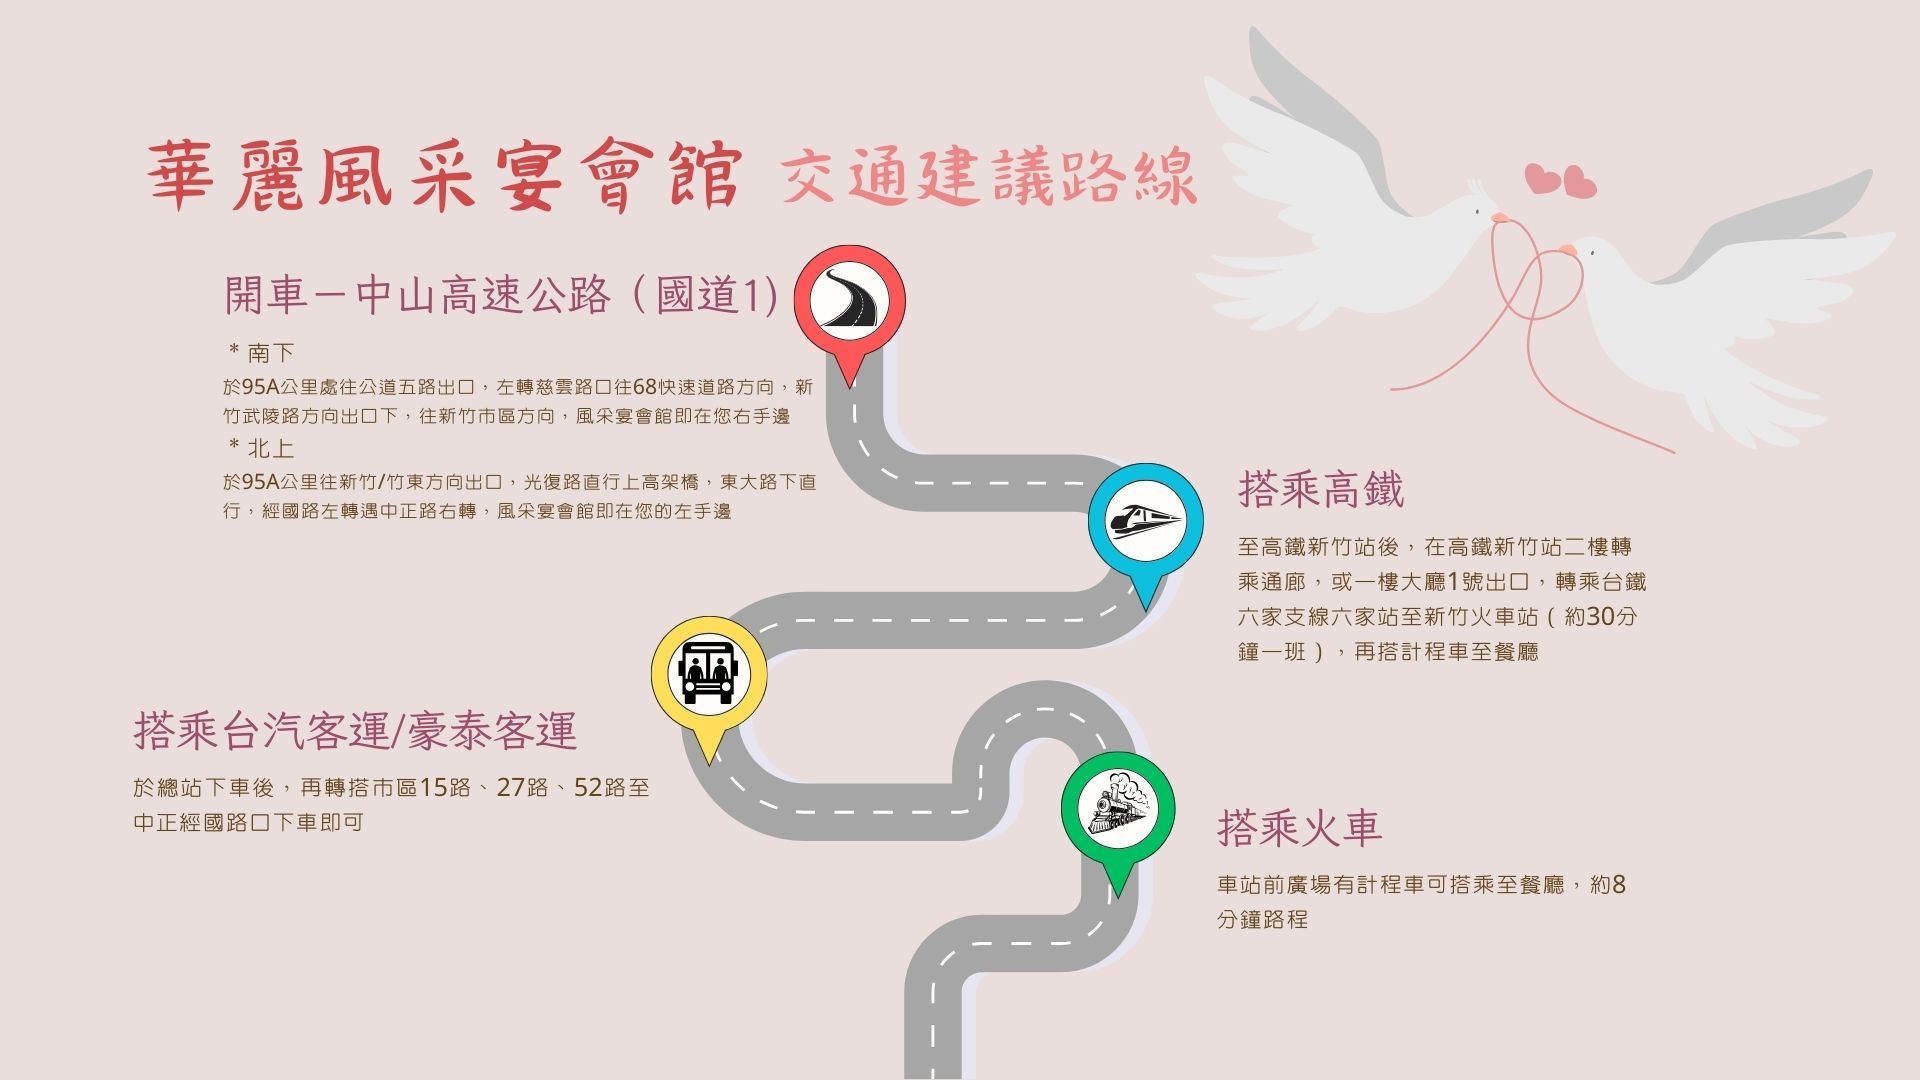 華麗風采宴會館 交通建議路線
開車－中山高速公路（國道1)
＊南下
於95A公里處往公道五路出口，左轉慈雲路口往68快速道路方向，新
竹武陵路方向出口下，往新竹市區方向，風采宴會館即在您右手邊
＊北上
於95A公里往新竹/竹東方向出口，光復路直行上高架橋，東大路下直
行，經國路左轉遇中正路右轉，風采宴會館即在您的左手邊
搭乘高鐵
至高鐵新竹站後，在高鐵新竹站二樓轉
乘通廊，或一樓大廳1號出口，轉乘台鐵
六家支線六家站至新竹火車站（約30分
鐘一班），再搭計程車至餐廳
搭乘台汽客運/豪泰客運
於總站下車後，再轉搭市區15路、27路、52路至
中正經國路口下車即可
搭乘火車
車站前廣場有計程車可搭乘至餐廳，約8
分鐘路程